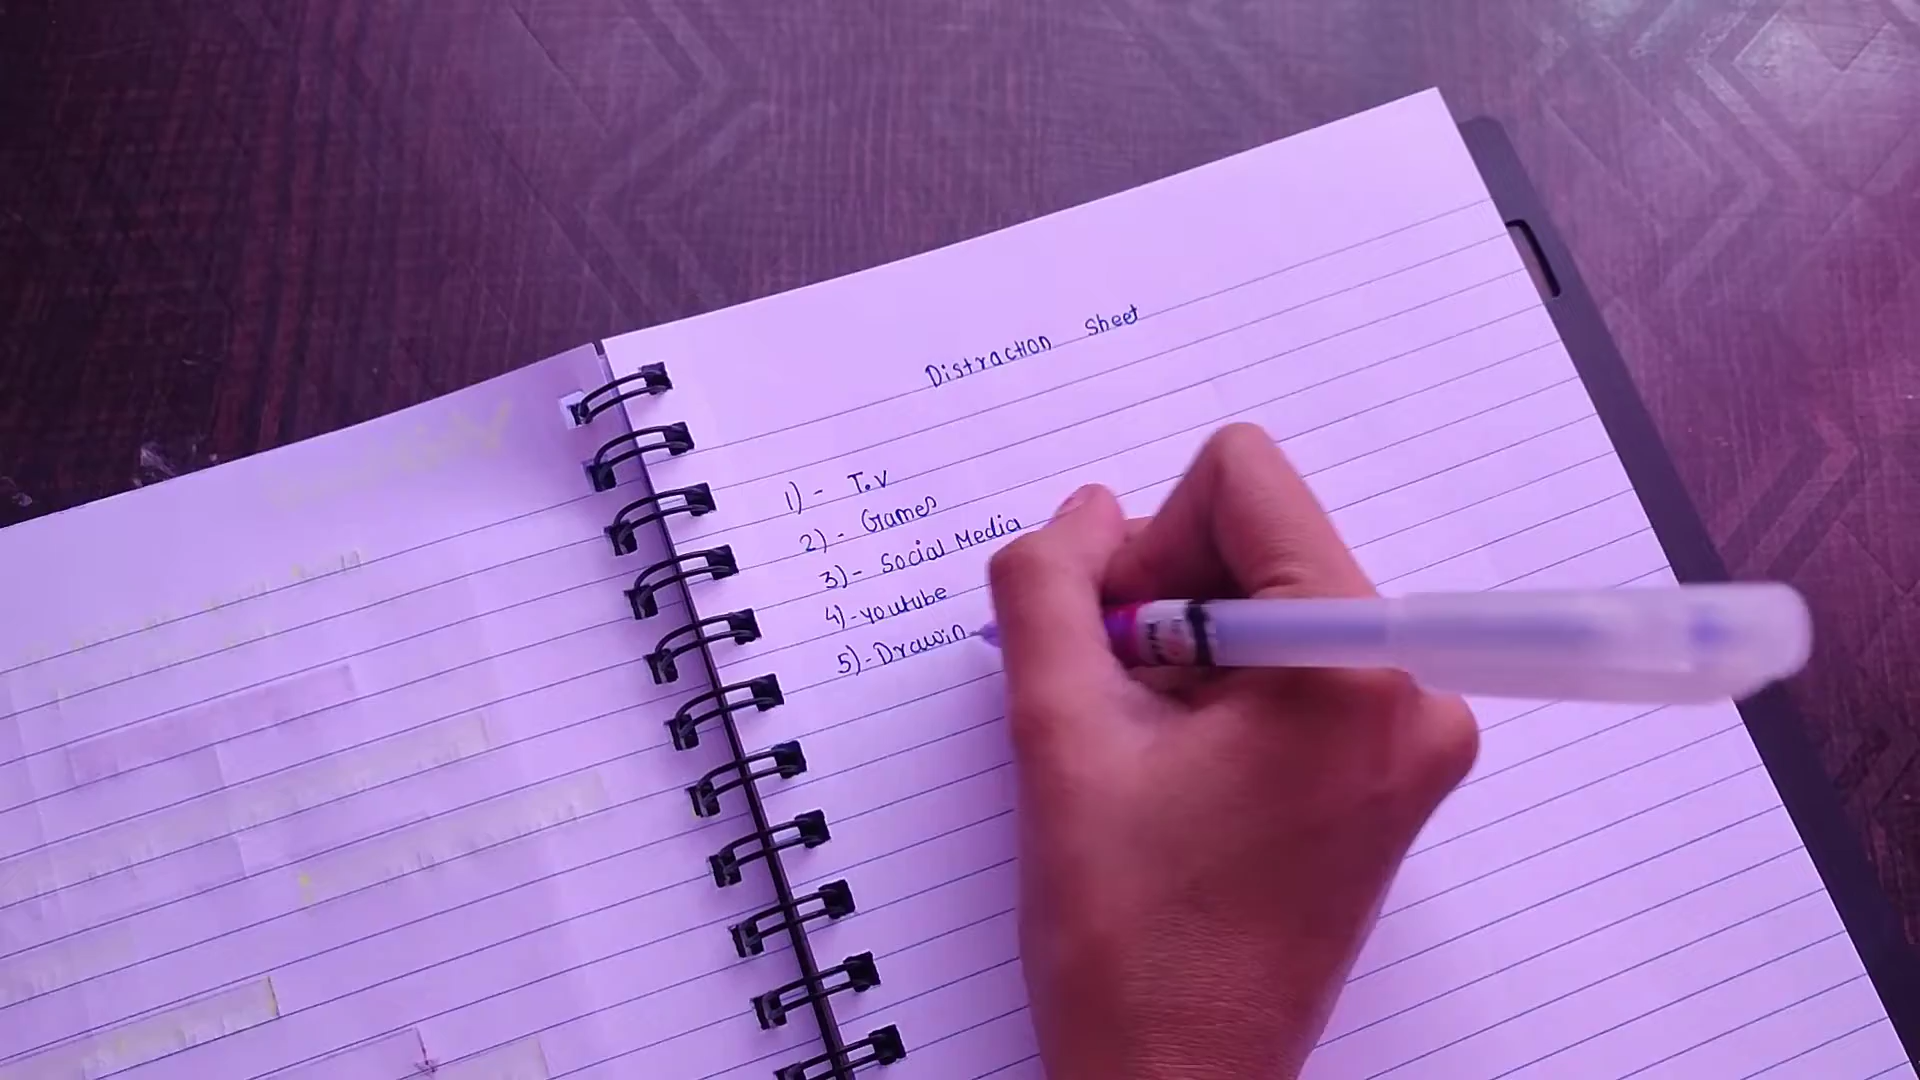 Distraction Sheet
1) - T.V
2) - Games
3) - Social Media
4) - youtube
5) - Drawin